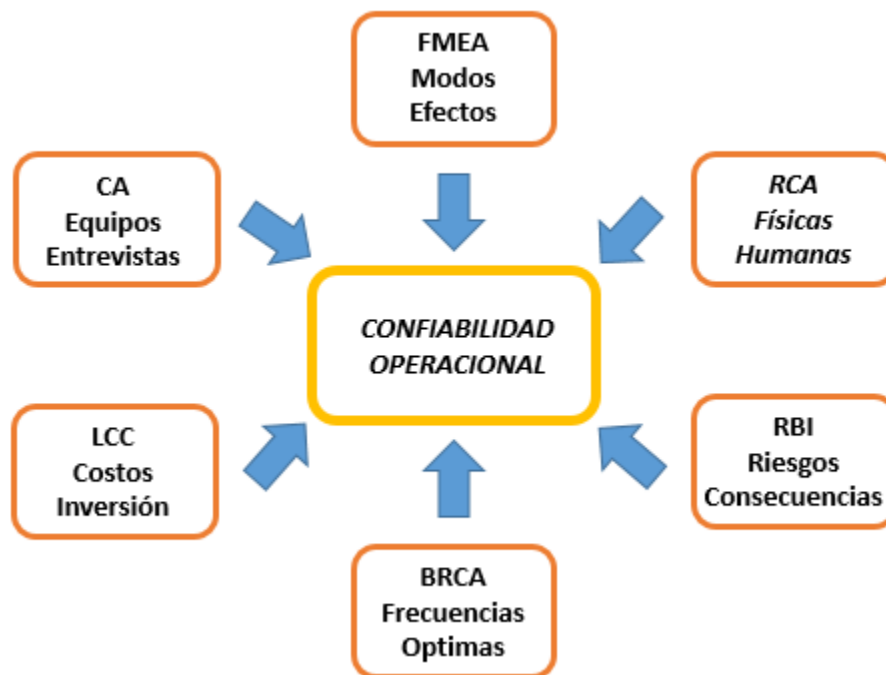 FMEA
Modos
Efectos
CA
Equipos
Entrevistas
RCA
Físicas
Humanas
CONFIABILIDAD
OPERACIONAL
LCC
Costos
Inversión
RBI
Riesgos
Consecuencias
BRCA
Frecuencias
Optimas